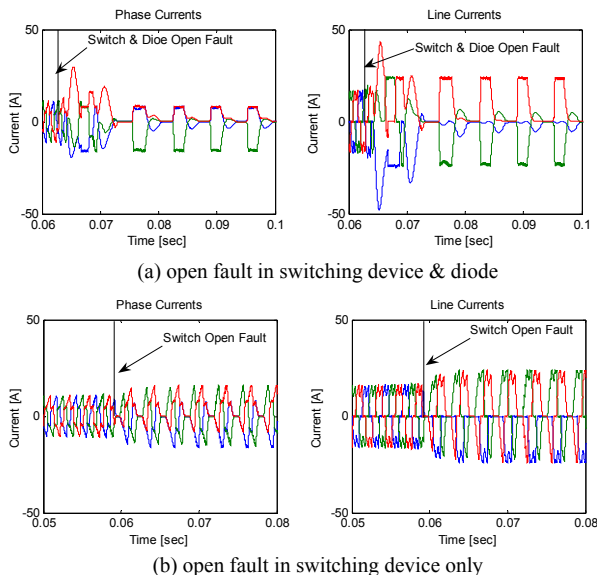 Phase Currents
Line Currents
50
0
-50
Current [A]
Switch & Dioe Open Fault
0.06 0.07 0.08 0.09 0.1
Time [sec]
50
0
-50
Current [A]
Switch & Dioe Open Fault
0.06 0.07 0.08 0.09 0.1
Time [sec]
(a) open fault in switching device & diode
Phase Currents
Line Currents
50
0
-50
Current [A]
Switch Open Fault
0.05 0.06 0.07 0.08
Time [sec]
50
0
-50
Current [A]
Switch Open Fault
0.05 0.06 0.07 0.08
Time [sec]
(b) open fault in switching device only